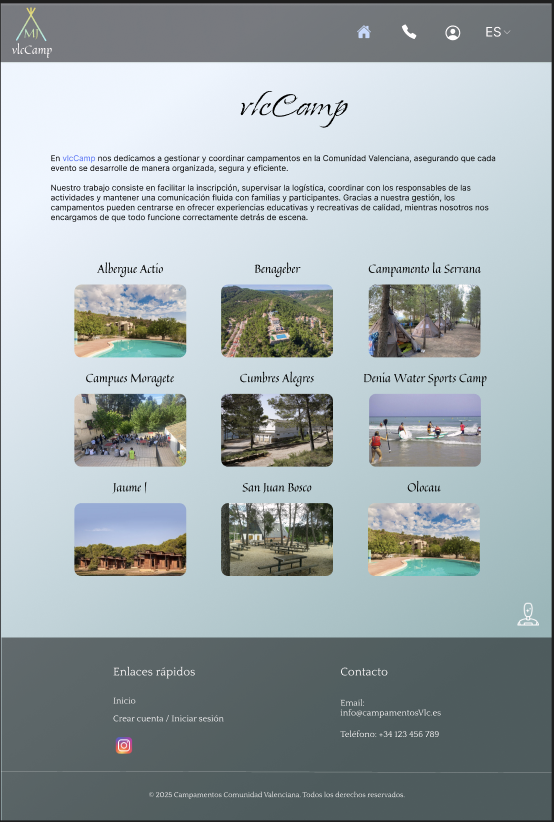 MI
vlcCamp
ES
vlcCamp
En vlcCamp nos dedicamos a gestionar y coordinar campamentos en la Comunidad Valenciana, asegurando que cada
evento se desarrolle de manera organizada, segura y eficiente.
Nuestro trabajo consiste en facilitar la inscripción, supervisar la logística, coordinar con los responsables de las
actividades y mantener una comunicación fluida con familias y participantes. Gracias a nuestra gestión, los
campamentos pueden centrarse en ofrecer experiencias educativas y recreativas de calidad, mientras nosotros nos
encargamos de que todo funcione correctamente detrás de escena.
Albergue Actio Benageber Campamento la Serrana
Campues Moragete Cumbres Alegres Denia Water Sports Camp
Jaume I San Juan Bosco Olocau
Enlaces rápidos
Inicio
Crear cuenta / Iniciar sesión
Contacto
Email:
info@campamentosVlc.es
Teléfono: +34 123 456 789
© 2025 Campamentos Comunidad Valenciana. Todos los derechos reservados.